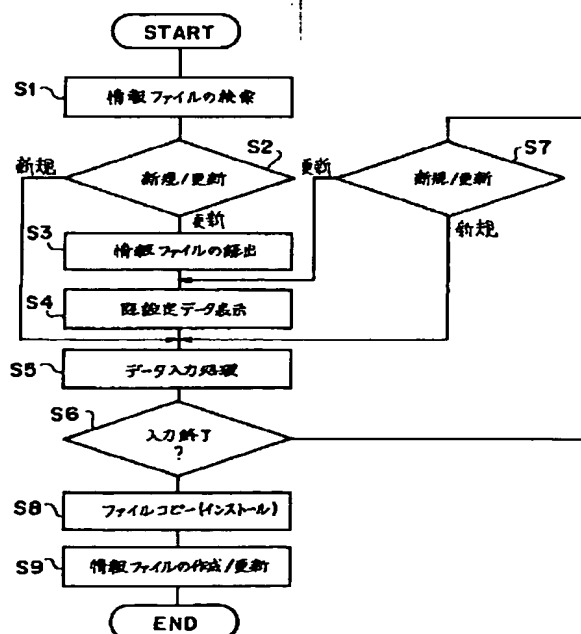 START
S1
情報ファイルの検索
S2
新規/更新
新規
更新
S7
新規/更新
更新
新規
S3
情報ファイルの読出
S4
既設定データ表示
S5
データ入力処理
S6
入力終了
?
S8
ファイルコピー(インストール)
S9
情報ファイルの作成/更新
END